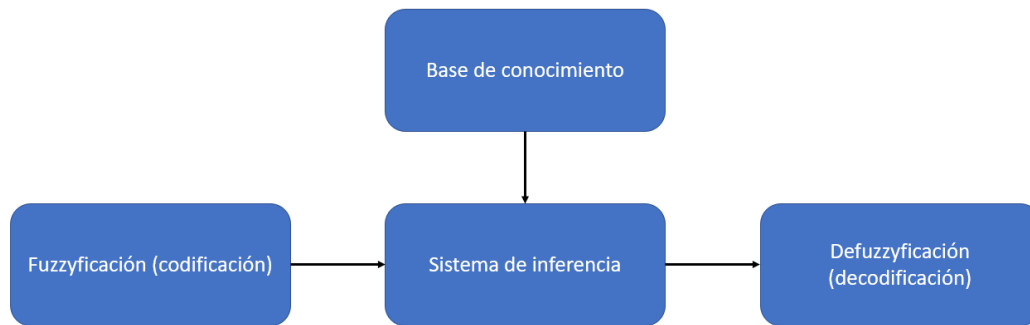 Base de conocimiento
Fuzzyficación (codificación)
Sistema de inferencia
Defuzzyficación
(decodificación)